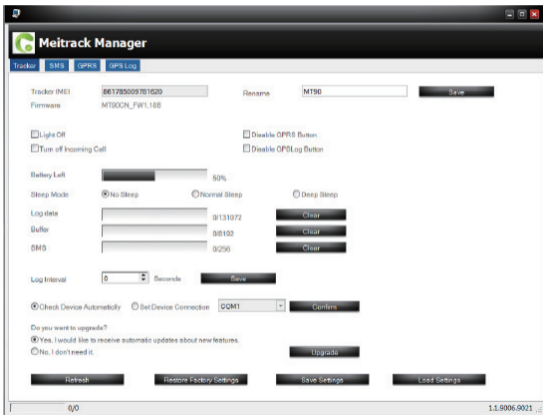 Meitrack Manager
Tracker SMS GPRS GPS Log
Tracker IMEI 861785009761620 Rename MT90 Save
Firmware MT90CN_FW1.188
Light Off Disable GPRS Button
Turn off Incoming Call Disable GPSLog Button
Battery Left 50%
Sleep Mode No Sleep Normal Sleep Deep Sleep
Log data 0/131072 Clear
Buffer 0/8192 Clear
SMS 0/256 Clear
Log Interval 0 Seconds Save
Check Device Automaticlly Set Device Connection COM1 Confirm
Do you want to upgrade?
Yes, I would like to receive automatic updates about new features.
No, I don't need it. Upgrade
Refresh Restore Factory Settings Save Settings Load Settings
0/0 1.1.9006.9021